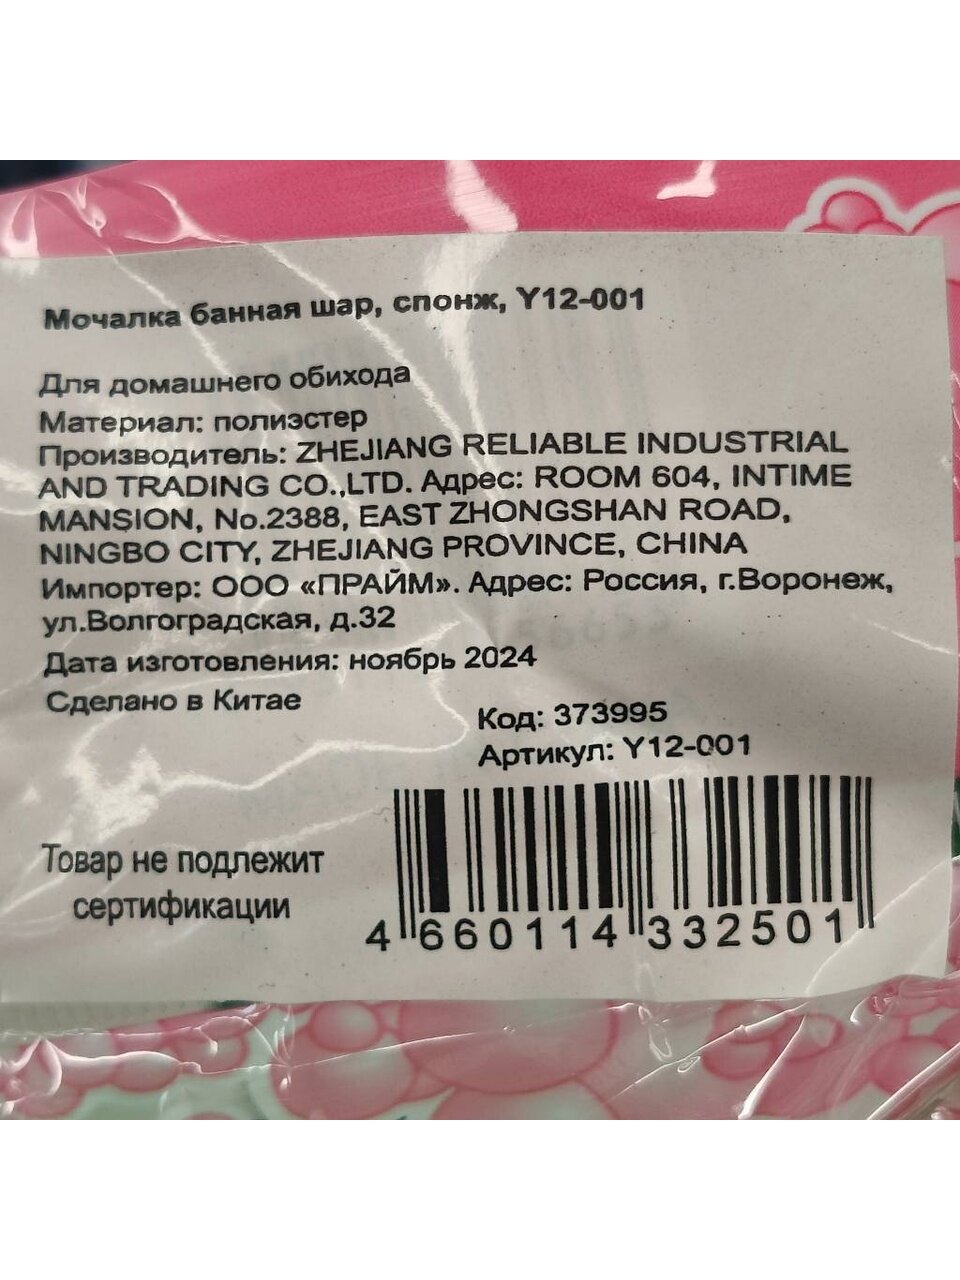 Мочалка банная шар, спонж, Y12-001
Для домашнего обихода
Материал: полиэстер
Производитель: ZHEJIANG RELIABLE INDUSTRIAL
AND TRADING CO.,LTD. Адрес: ROOM 604, INTIME
MANSION, No.2388, EAST ZHONGSHAN ROAD,
NINGBO CITY, ZHEJIANG PROVINCE, CHINA
Импортер: ООО «ПРАЙМ». Адрес: Россия, г.Воронеж,
ул.Волгоградская, д.32
Дата изготовления: ноябрь 2024
Сделано в Китае
Код: 373995
Артикул: Y12-001
Товар не подлежит
сертификации
4 660114 332501